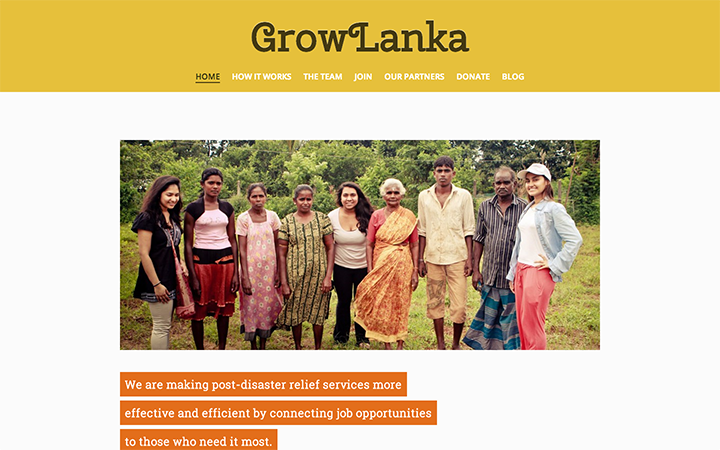 GrowLanka
HOME HOW IT WORKS THE TEAM JOIN OUR PARTNERS DONATE BLOG
We are making post-disaster relief services more
effective and efficient by connecting job opportunities
to those who need it most.